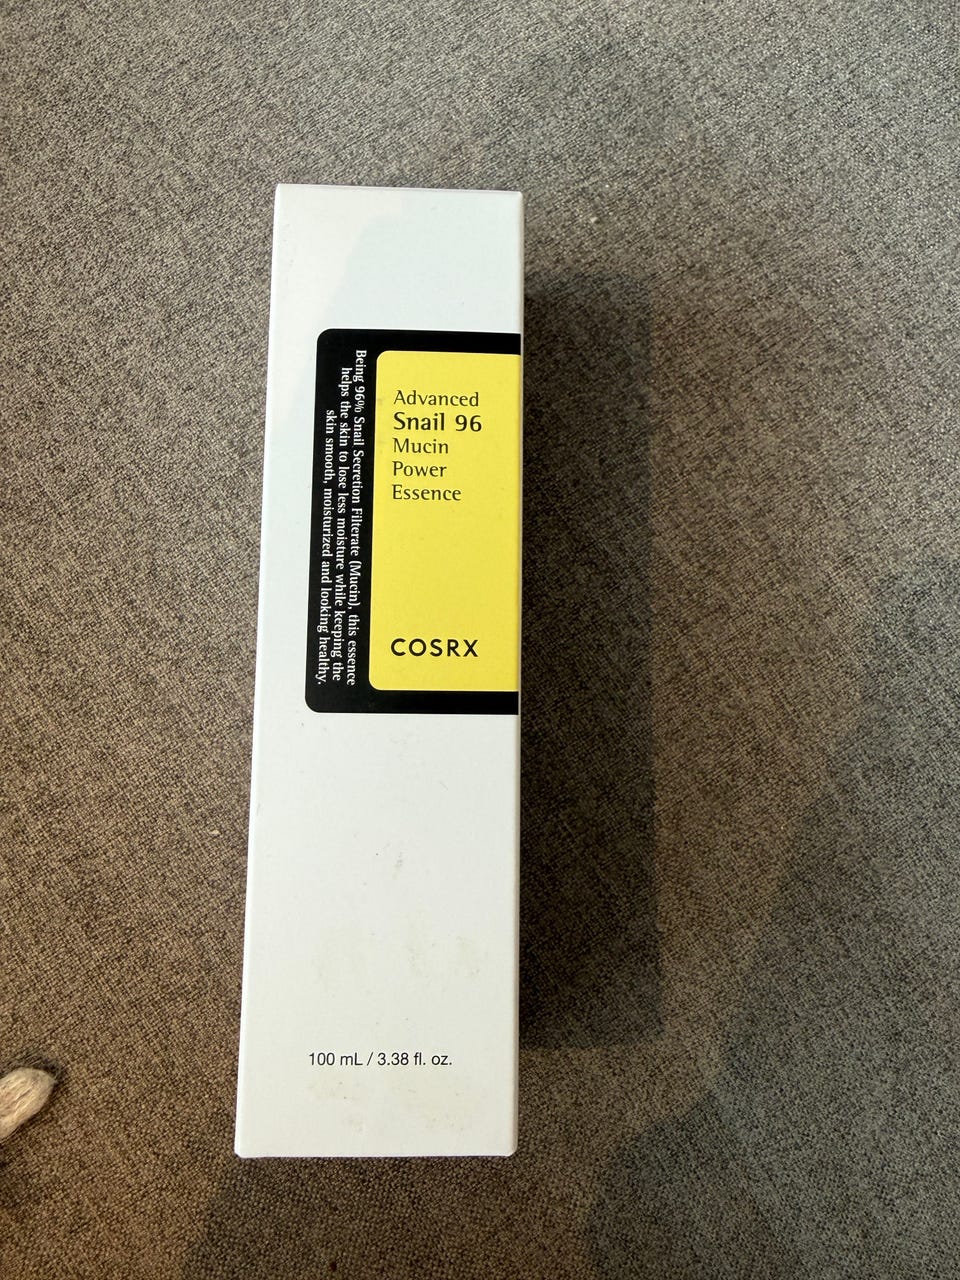 Advanced
Snail 96
Mucin
Power
Essence
COSRX
Being 96% Snail Secretion Filterate (Mucin), this essence
helps the skin to lose less moisture while keeping the
skin smooth, moisturized and looking healthy.
100 mL / 3.38 fl. oz.